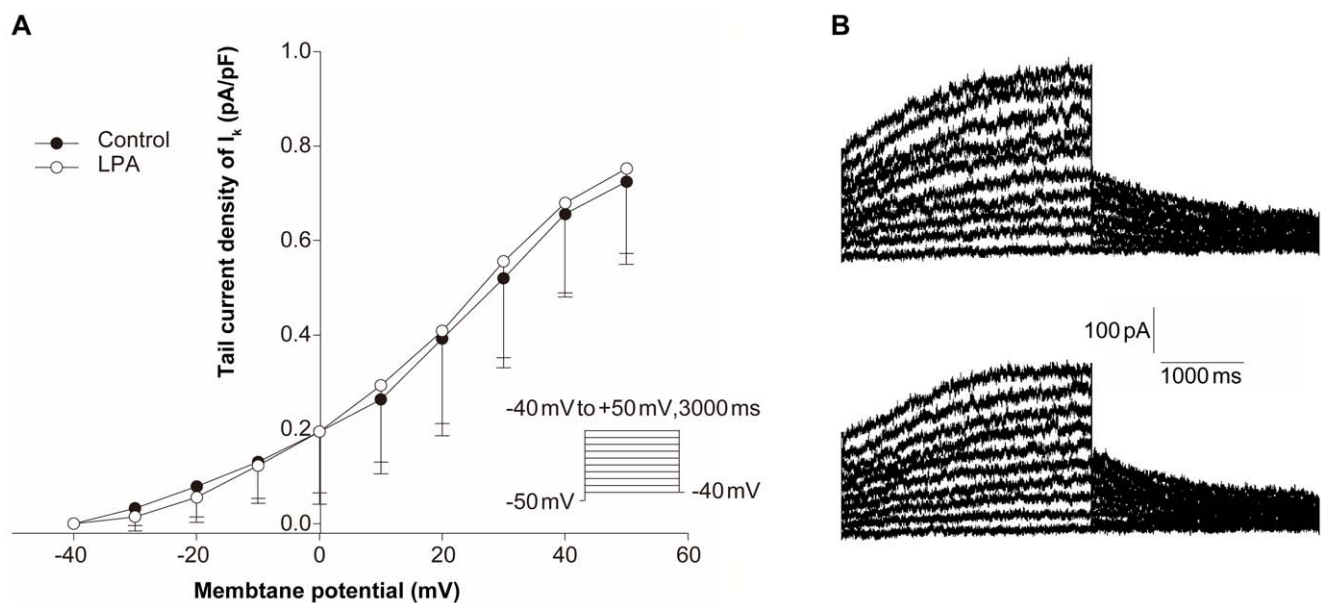 A
B
Tail current density of Ik (pA/pF)
1.0
0.8
0.6
0.4
0.2
0.0
Control
LPA
-40 mV to +50 mV, 3000 ms
-50 mV
-40 mV
-40
-20
0
20
40
60
Membtane potential (mV)
100 pA
1000 ms